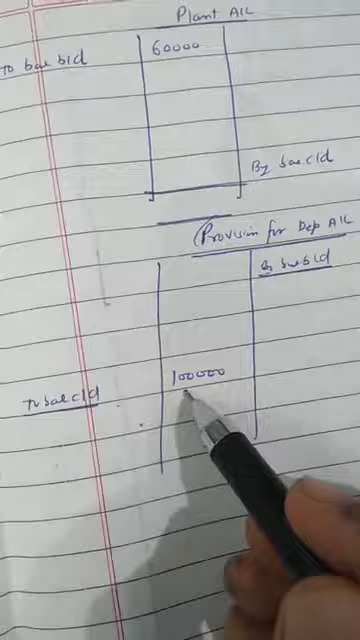 Plant A/c
To bal b/d 60000
By bal c/d
Provision for Dep A/c
By bal b/d
100000
To bal c/d